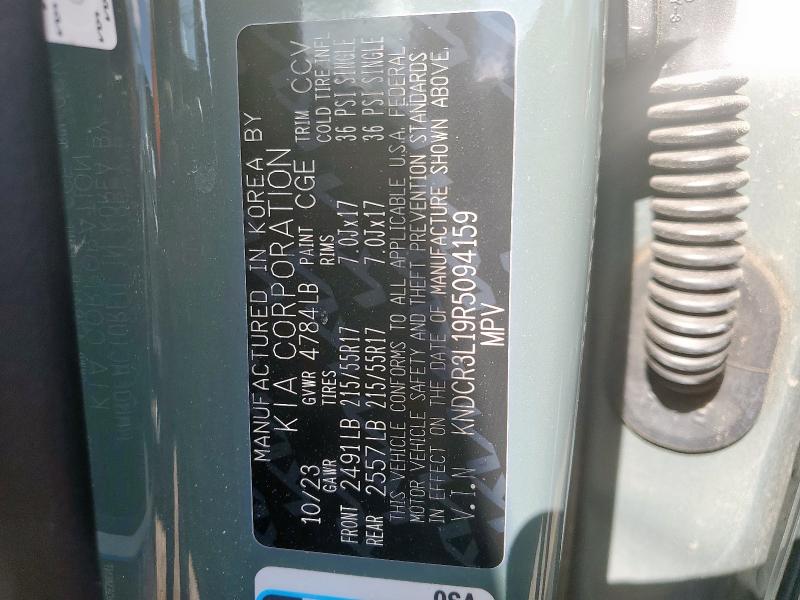 MANUFACTURED IN KOREA BY
KIA CORPORATION
10/23 GVWR 4784LB PAINT CGE TRIM CCV
GAWR TIRES RIMS COLD TIRE INFL
FRONT 2491LB 215/55R17 7.0Jx17 36 PSI SINGLE
REAR 2557LB 215/55R17 7.0Jx17 36 PSI SINGLE
THIS VEHICLE CONFORMS TO ALL APPLICABLE U.S.A. FEDERAL
MOTOR VEHICLE SAFETY AND THEFT PREVENTION STANDARDS
IN EFFECT ON THE DATE OF MANUFACTURE SHOWN ABOVE.
V.I.N KNDCR3L19R5094159
MPV